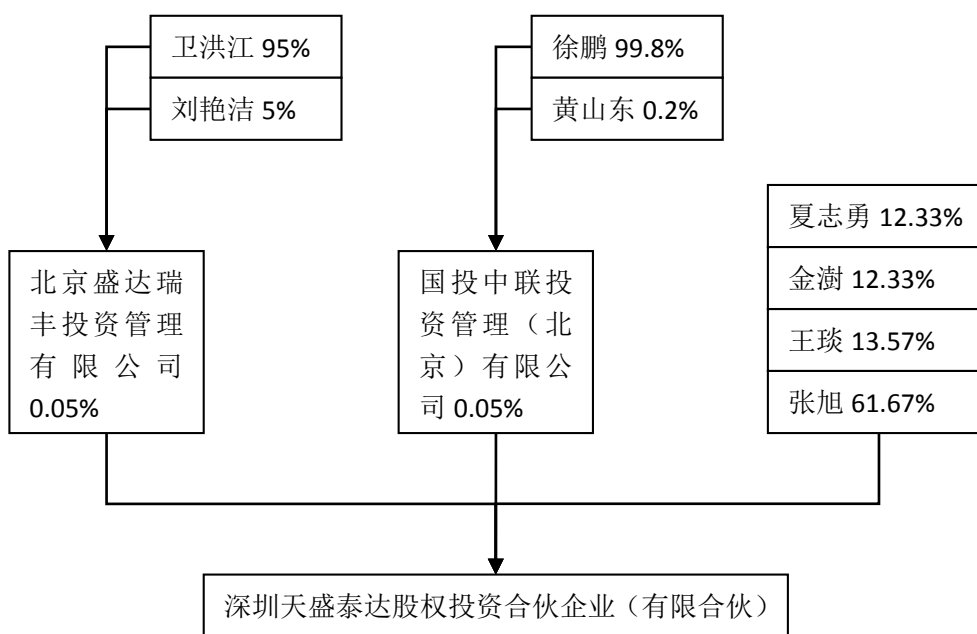 卫洪江 95%
刘艳洁 5%
徐鹏 99.8%
黄山东 0.2%
夏志勇 12.33%
金澍 12.33%
王琰 13.57%
张旭 61.67%
北京盛达瑞
丰投资管理
有限公司
0.05%
国投中联投
资管理（北
京）有限公
司 0.05%
深圳天盛泰达股权投资合伙企业（有限合伙）